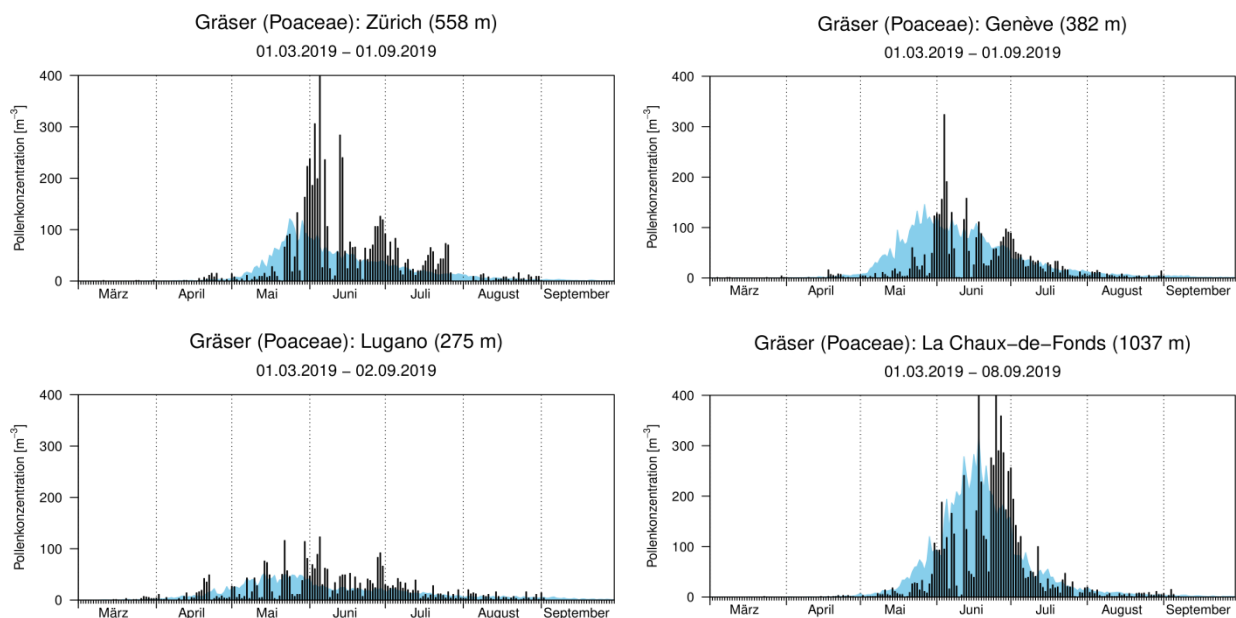 Gräser (Poaceae): Zürich (558 m)
01.03.2019 – 01.09.2019
Pollenkonzentration [m⁻³]
400
300
200
100
0
März April Mai Juni Juli August September
Gräser (Poaceae): Genève (382 m)
01.03.2019 – 01.09.2019
Pollenkonzentration [m⁻³]
400
300
200
100
0
März April Mai Juni Juli August September
Gräser (Poaceae): Lugano (275 m)
01.03.2019 – 02.09.2019
Pollenkonzentration [m⁻³]
400
300
200
100
0
März April Mai Juni Juli August September
Gräser (Poaceae): La Chaux−de−Fonds (1037 m)
01.03.2019 – 08.09.2019
Pollenkonzentration [m⁻³]
400
300
200
100
0
März April Mai Juni Juli August September